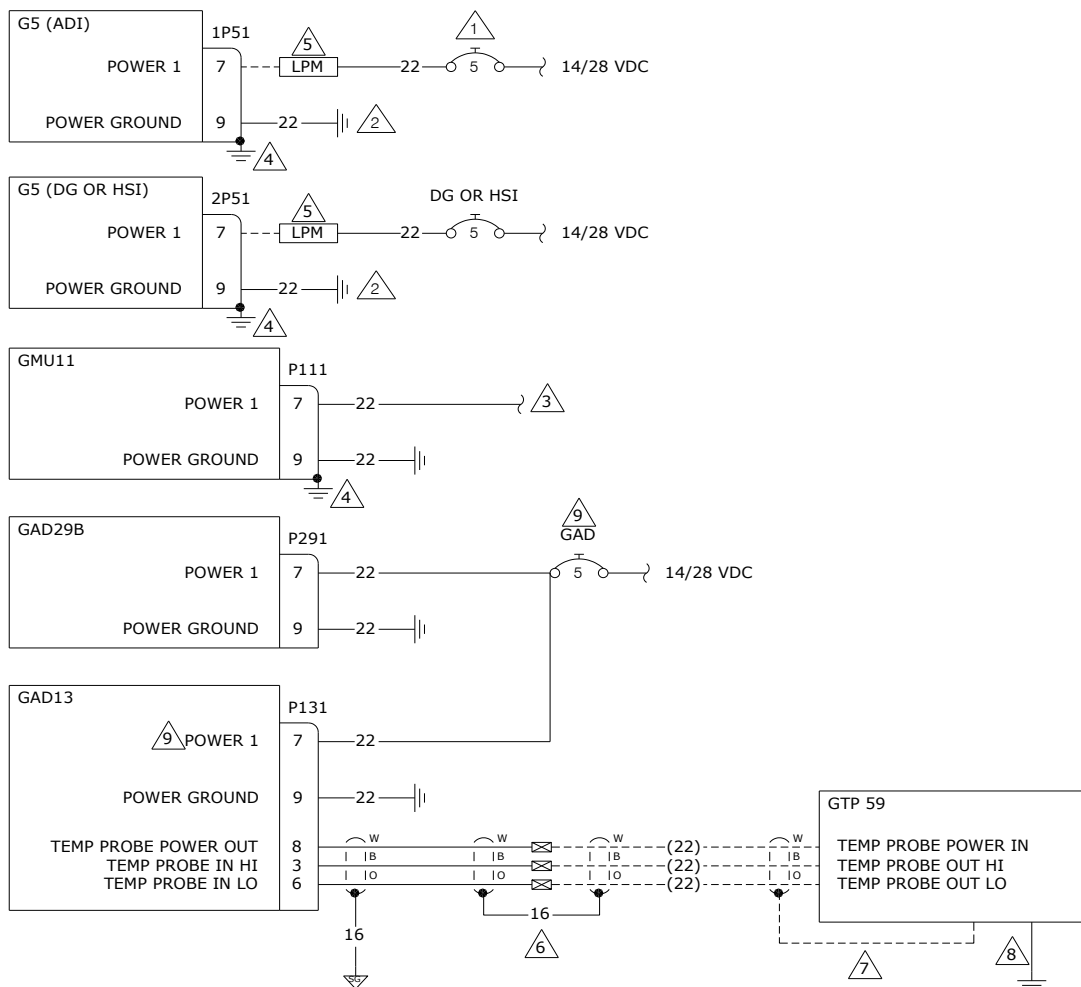 G5 (ADI)
1P51
1
5
POWER 1 7 LPM 22 5 14/28 VDC
POWER GROUND 9 22 2
4
G5 (DG OR HSI)
2P51 DG OR HSI
5
POWER 1 7 LPM 22 5 14/28 VDC
POWER GROUND 9 22 2
4
GMU11
P111
POWER 1 7 22 3
POWER GROUND 9 22
4
GAD29B
9
P291 GAD
POWER 1 7 22 5 14/28 VDC
POWER GROUND 9 22
GAD13
P131
9 POWER 1 7 22
POWER GROUND 9 22
GTP 59
TEMP PROBE POWER OUT 8 W W W (22) W TEMP PROBE POWER IN
TEMP PROBE IN HI 3 B B B (22) B TEMP PROBE OUT HI
TEMP PROBE IN LO 6 O O O (22) O TEMP PROBE OUT LO
16
16 6 7 8
SG